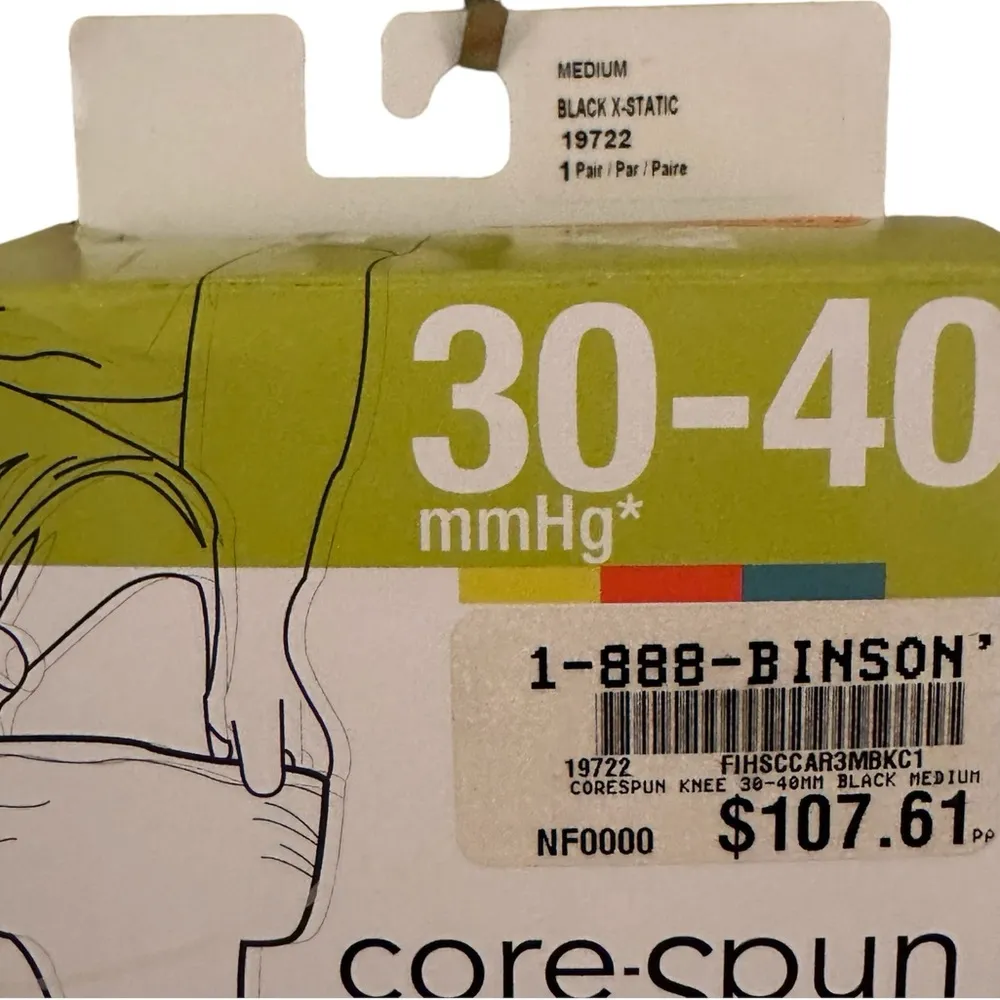 MEDIUM
BLACK X-STATIC
19722
1 Pair / Par / Paire
30-40
mmHg*
1-888-BINSON'
19722 FIHSCCAR3MBKC1
CORESPUN KNEE 30-40MM BLACK MEDIUM
NF0000 $107.61 PP
core-spun